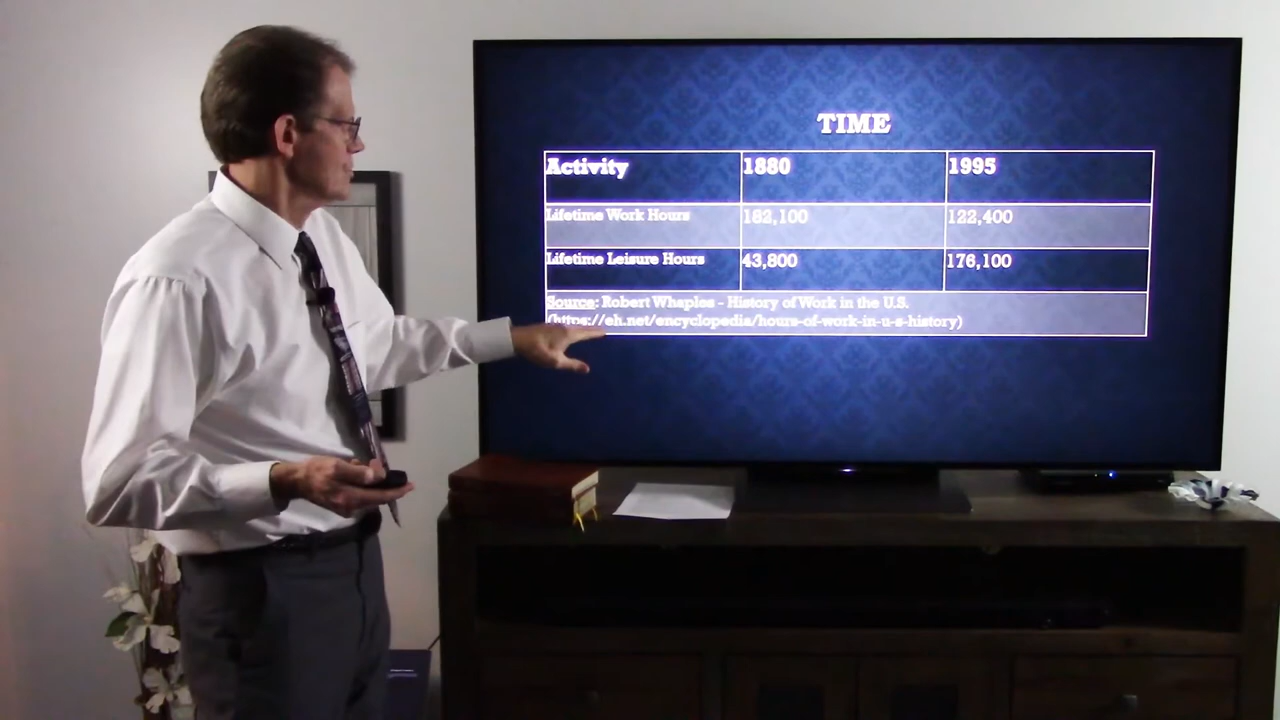 TIME
Activity 1880 1995
Lifetime Work Hours 182,100 122,400
Lifetime Leisure Hours 43,800 176,100
Source: Robert Whaples - History of Work in the U.S.
(https://eh.net/encyclopedia/hours-of-work-in-u-s-history)